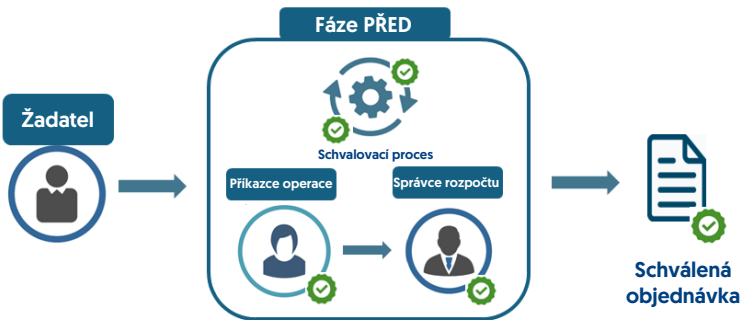 Fáze PŘED
Žadatel
Schvalovací proces
Příkazce operace
Správce rozpočtu
Schválená
objednávka